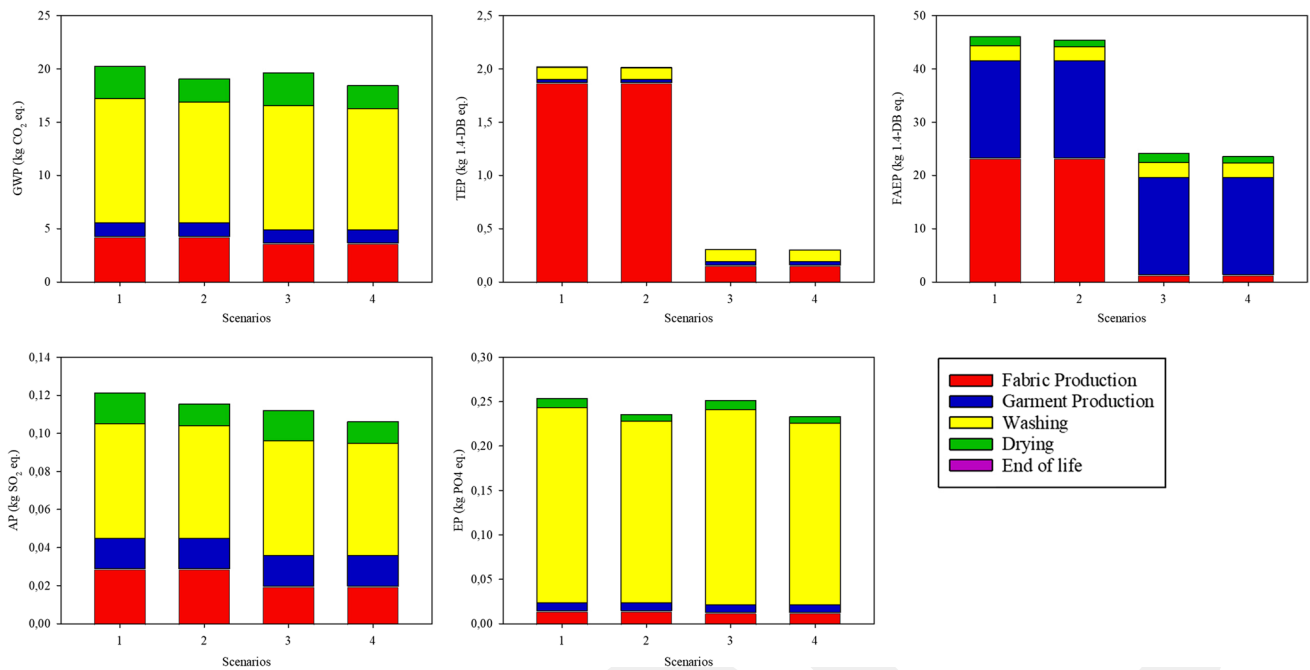 25
20
15
10
5
0
GWP (kg CO₂ eq.)
1 2 3 4
Scenarios
2,5
2,0
1,5
1,0
0,5
0,0
TEP (kg 1.4-DB eq.)
1 2 3 4
Scenarios
50
40
30
20
10
0
FAEP (kg 1.4-DB eq.)
1 2 3 4
Scenarios
0,14
0,12
0,10
0,08
0,06
0,04
0,02
0,00
AP (kg SO₂ eq.)
1 2 3 4
Scenarios
0,30
0,25
0,20
0,15
0,10
0,05
0,00
EP (kg PO4 eq.)
1 2 3 4
Scenarios
Fabric Production
Garment Production
Washing
Drying
End of life